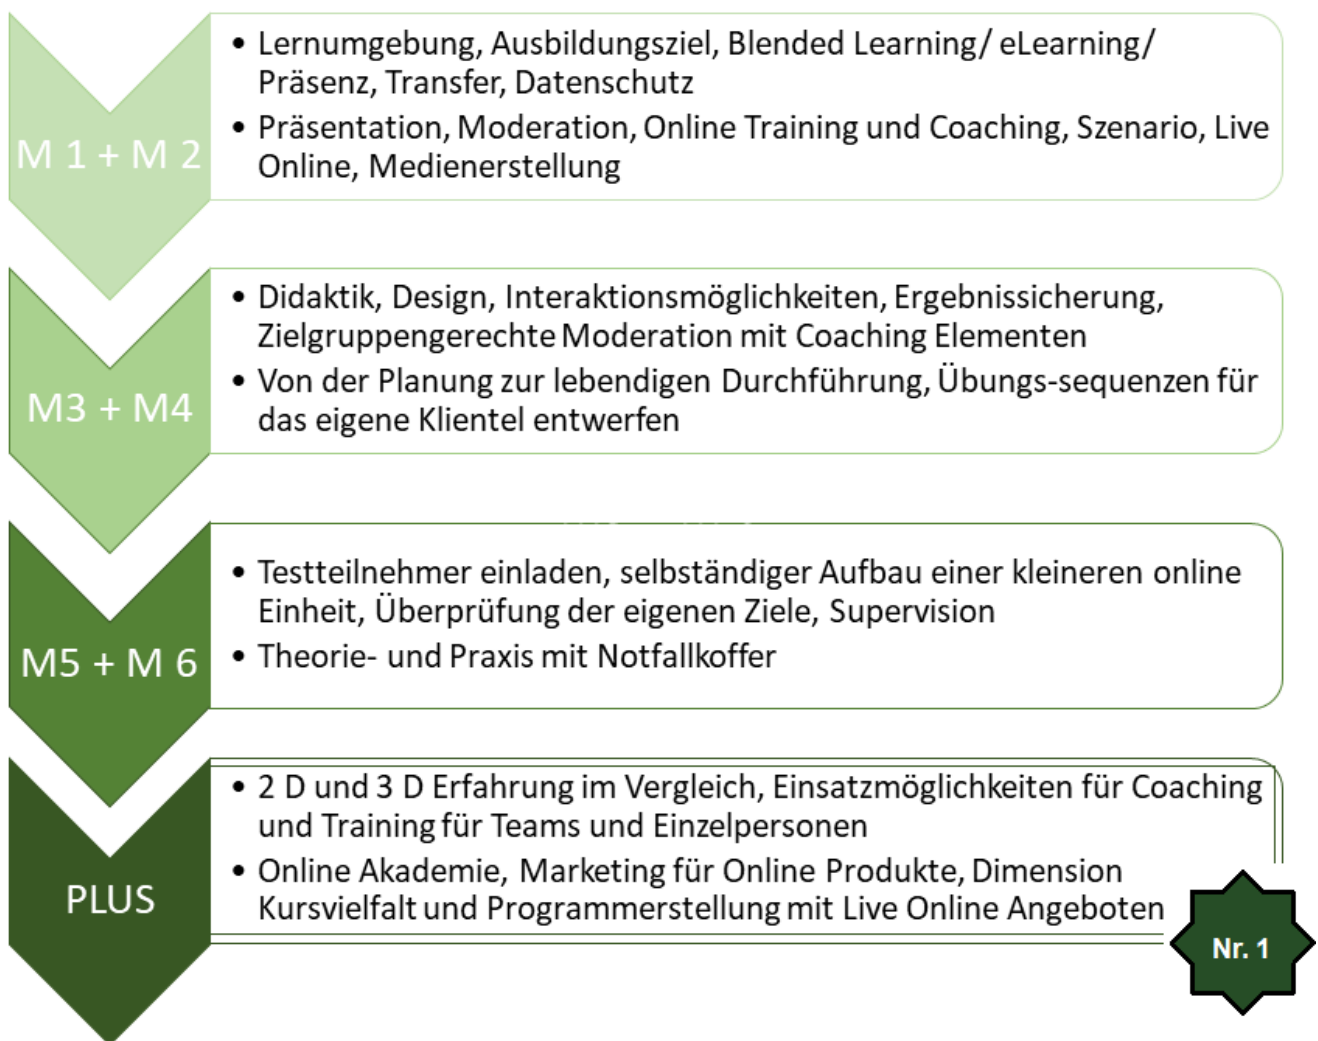 M 1 + M 2
• Lernumgebung, Ausbildungsziel, Blended Learning/ eLearning/
Präsenz, Transfer, Datenschutz
• Präsentation, Moderation, Online Training und Coaching, Szenario, Live
Online, Medienerstellung
M3 + M4
• Didaktik, Design, Interaktionsmöglichkeiten, Ergebnissicherung,
Zielgruppengerechte Moderation mit Coaching Elementen
• Von der Planung zur lebendigen Durchführung, Übungs-sequenzen für
das eigene Klientel entwerfen
M5 + M 6
• Testteilnehmer einladen, selbständiger Aufbau einer kleineren online
Einheit, Überprüfung der eigenen Ziele, Supervision
• Theorie- und Praxis mit Notfallkoffer
PLUS
• 2 D und 3 D Erfahrung im Vergleich, Einsatzmöglichkeiten für Coaching
und Training für Teams und Einzelpersonen
• Online Akademie, Marketing für Online Produkte, Dimension
Kursvielfalt und Programmerstellung mit Live Online Angeboten
Nr. 1